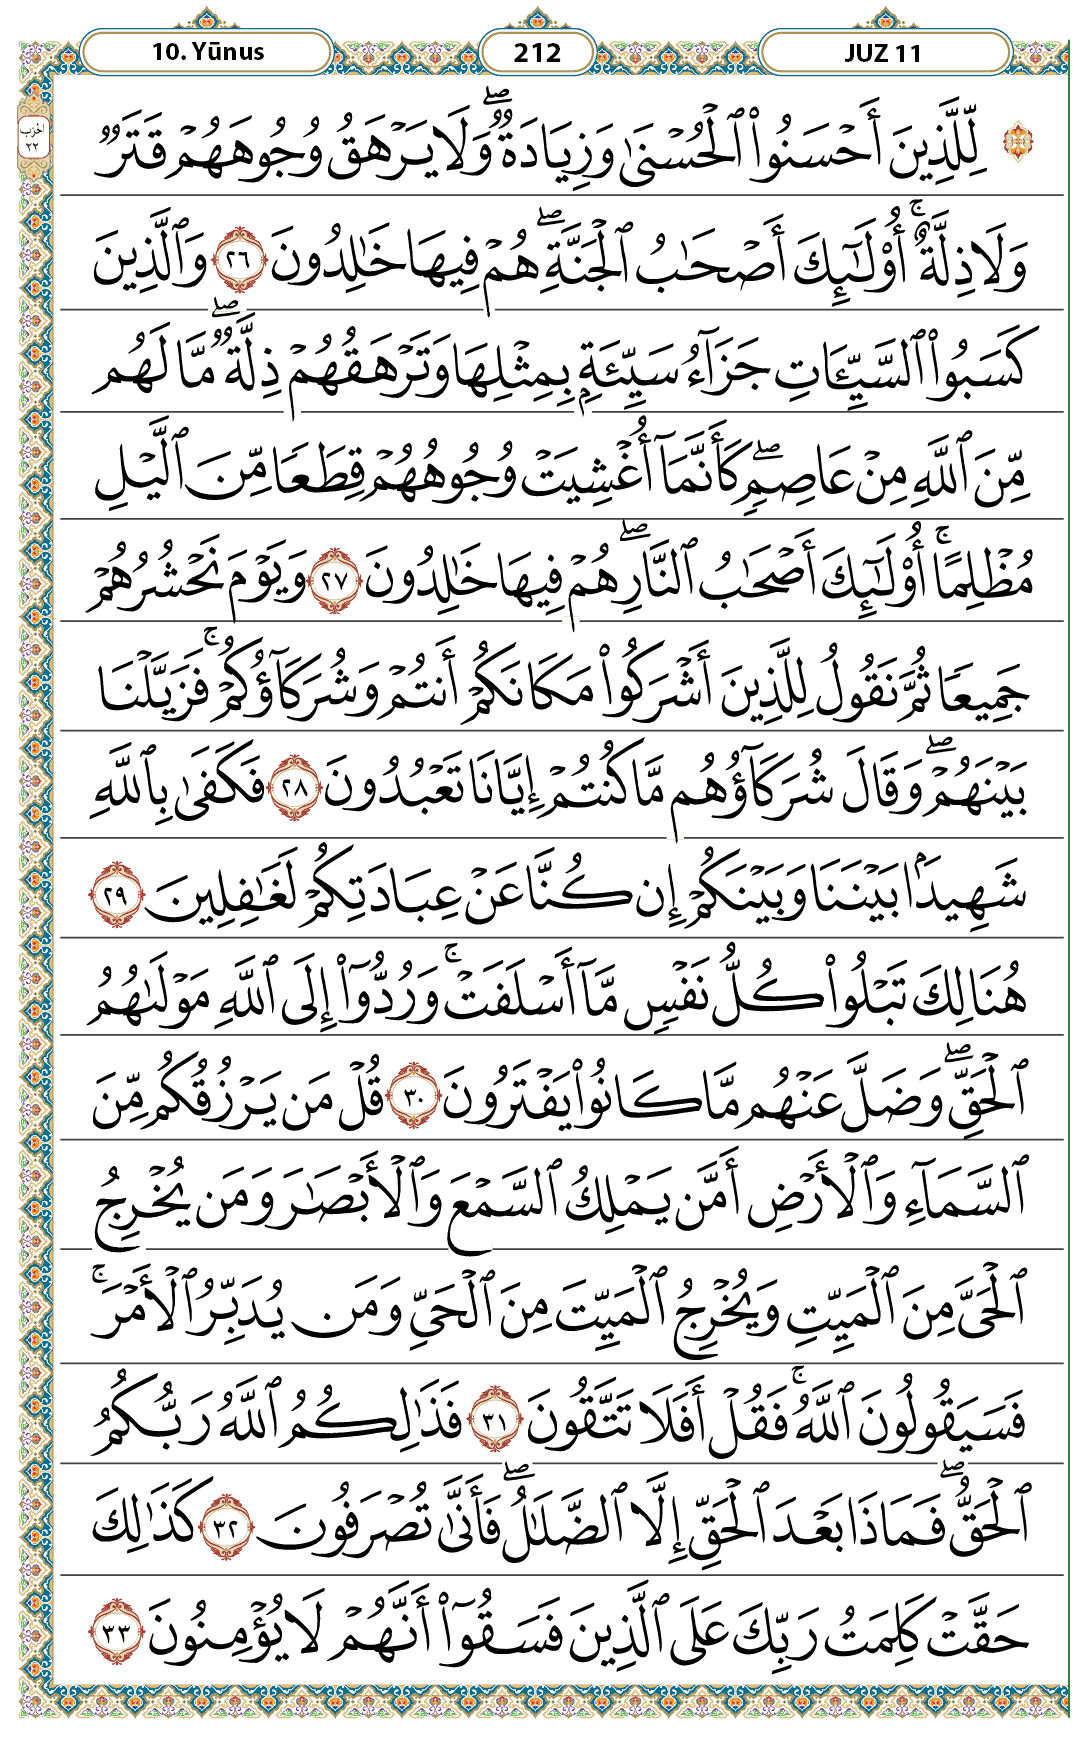 10. Yūnus
212
JUZ 11
الحزب
٢٢
لِّلَّذِينَ أَحْسَنُوا۟ ٱلْحُسْنَىٰ وَزِيَادَةٌ ۖ وَلَا يَرْهَقُ وُجُوهَهُمْ قَتَرٌ
وَلَا ذِلَّةٌ ۚ أُو۟لَـٰٓئِكَ أَصْحَـٰبُ ٱلْجَنَّةِ ۖ هُمْ فِيهَا خَـٰلِدُونَ ٢٦ وَٱلَّذِينَ
كَسَبُوا۟ ٱلسَّيِّـَٔاتِ جَزَآءُ سَيِّئَةٍۭ بِمِثْلِهَا وَتَرْهَقُهُمْ ذِلَّةٌ ۖ مَّا لَهُم
مِّنَ ٱللَّهِ مِنْ عَاصِمٍ ۖ كَأَنَّمَآ أُغْشِيَتْ وُجُوهُهُمْ قِطَعًا مِّنَ ٱلَّيْلِ
مُظْلِمًا ۚ أُو۟لَـٰٓئِكَ أَصْحَـٰبُ ٱلنَّارِ ۖ هُمْ فِيهَا خَـٰلِدُونَ ٢٧ وَيَوْمَ نَحْشُرُهُمْ
جَمِيعًا ثُمَّ نَقُولُ لِلَّذِينَ أَشْرَكُوا۟ مَكَانَكُمْ أَنتُمْ وَشُرَكَآؤُكُمْ ۚ فَزَيَّلْنَا
بَيْنَهُمْ ۖ وَقَالَ شُرَكَآؤُهُم مَّا كُنتُمْ إِيَّانَا تَعْبُدُونَ ٢٨ فَكَفَىٰ بِٱللَّهِ
شَهِيدًۢا بَيْنَنَا وَبَيْنَكُمْ إِن كُنَّا عَنْ عِبَادَتِكُمْ لَغَـٰفِلِينَ ٢٩
هُنَالِكَ تَبْلُوا۟ كُلُّ نَفْسٍ مَّآ أَسْلَفَتْ ۚ وَرُدُّوٓا۟ إِلَى ٱللَّهِ مَوْلَىٰهُمُ
ٱلْحَقِّ ۖ وَضَلَّ عَنْهُم مَّا كَانُوا۟ يَفْتَرُونَ ٣٠ قُلْ مَن يَرْزُقُكُم مِّنَ
ٱلسَّمَآءِ وَٱلْأَرْضِ أَمَّن يَمْلِكُ ٱلسَّمْعَ وَٱلْأَبْصَـٰرَ وَمَن يُخْرِجُ
ٱلْحَىَّ مِنَ ٱلْمَيِّتِ وَيُخْرِجُ ٱلْمَيِّتَ مِنَ ٱلْحَىِّ وَمَن يُدَبِّرُ ٱلْأَمْرَ ۚ
فَسَيَقُولُونَ ٱللَّهُ ۚ فَقُلْ أَفَلَا تَتَّقُونَ ٣١ فَذَٰلِكُمُ ٱللَّهُ رَبُّكُمُ
ٱلْحَقُّ ۖ فَمَاذَا بَعْدَ ٱلْحَقِّ إِلَّا ٱلضَّلَـٰلُ ۖ فَأَنَّىٰ تُصْرَفُونَ ٣٢ كَذَٰلِكَ
حَقَّتْ كَلِمَتُ رَبِّكَ عَلَى ٱلَّذِينَ فَسَقُوٓا۟ أَنَّهُمْ لَا يُؤْمِنُونَ ٣٣